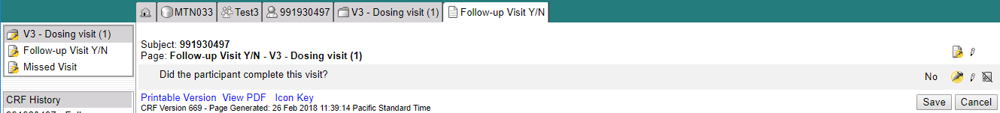 MTN033 Test3 991930497 V3 - Dosing visit (1) Follow-up Visit Y/N
V3 - Dosing visit (1)
Follow-up Visit Y/N
Missed Visit
CRF History
Subject: 991930497
Page: Follow-up Visit Y/N - V3 - Dosing visit (1)
Did the participant complete this visit? No
Printable Version View PDF Icon Key
Save Cancel
CRF Version 669 - Page Generated: 26 Feb 2018 11:39:14 Pacific Standard Time